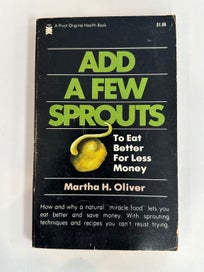 A Pivot Original Health Book
$1.95
ADD
A FEW
SPROUTS
To Eat
Better
For Less
Money
Martha H. Oliver
How and why a natural "miracle food" lets you
eat better and save money. With sprouting
techniques and recipes you can't resist trying.